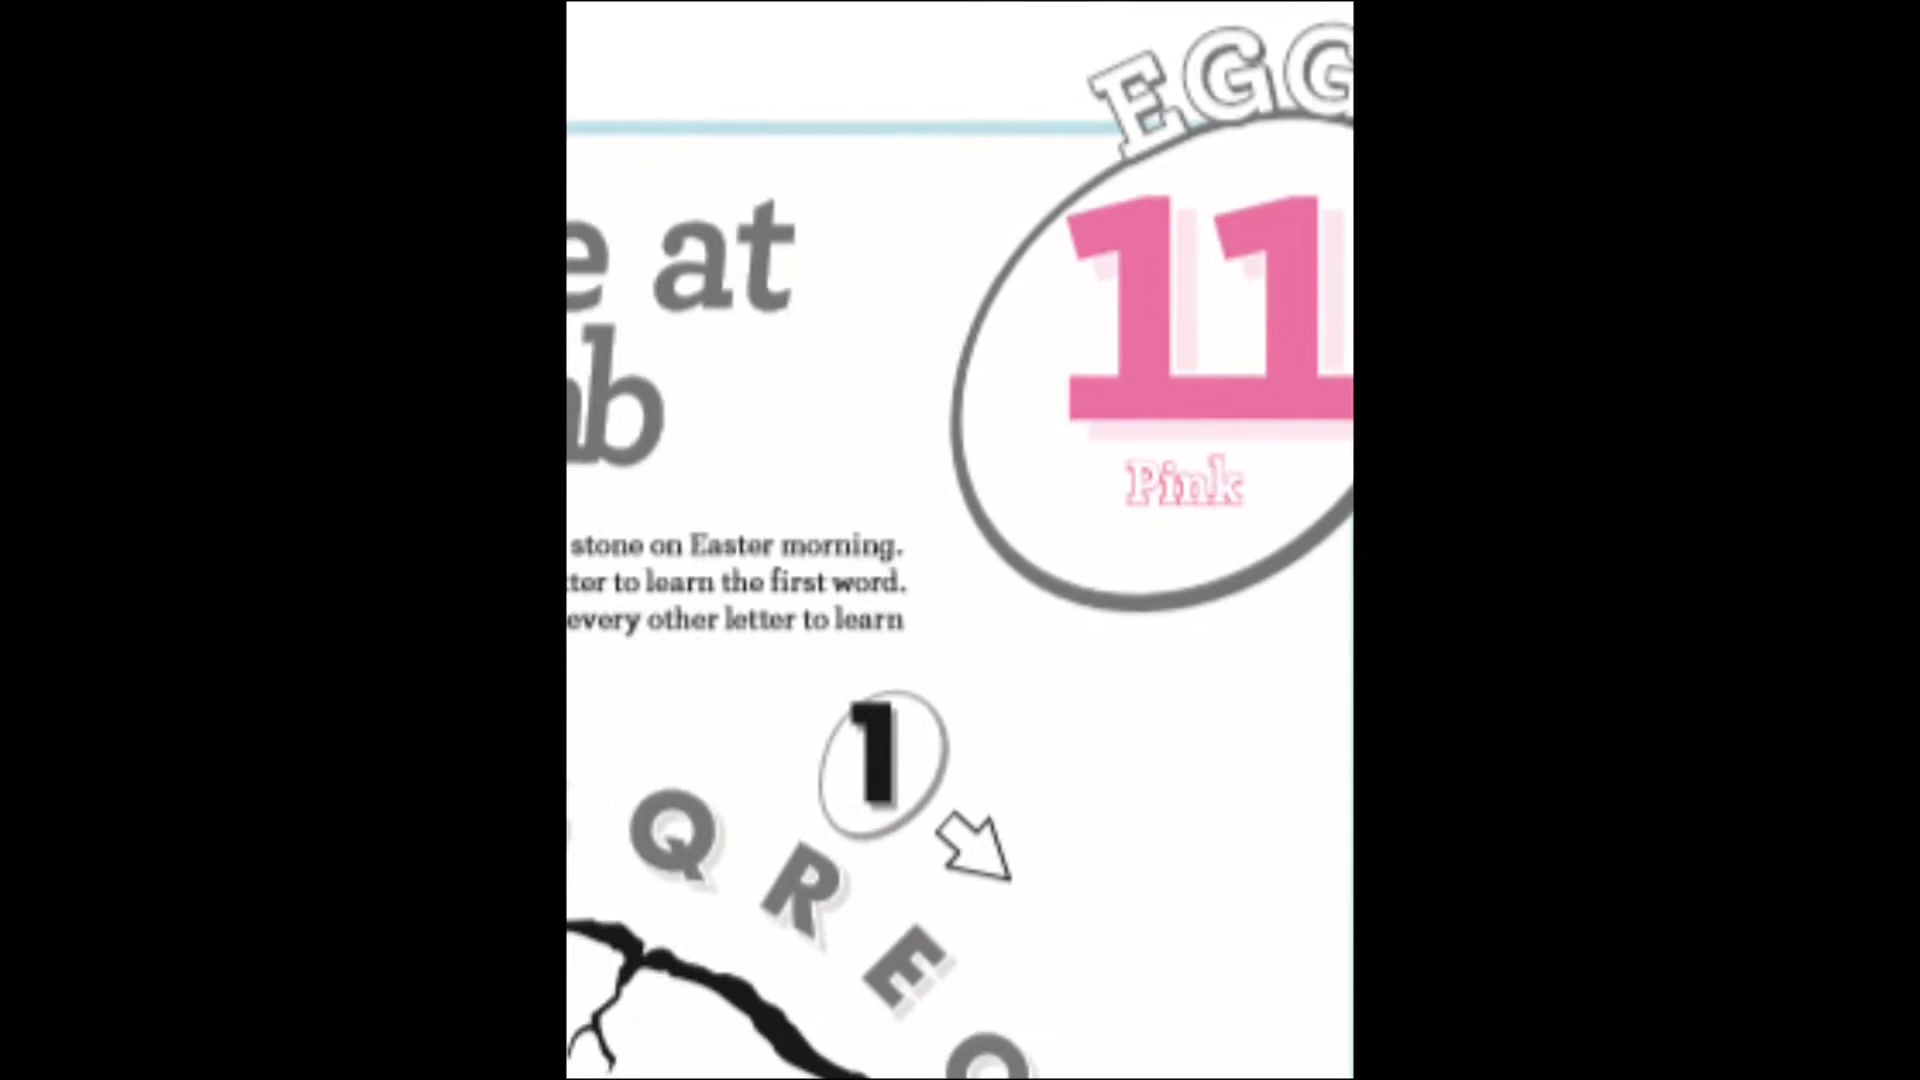 EGG
11
Pink
e at
b
stone on Easter morning.
ter to learn the first word.
every other letter to learn
1
Q
R
E